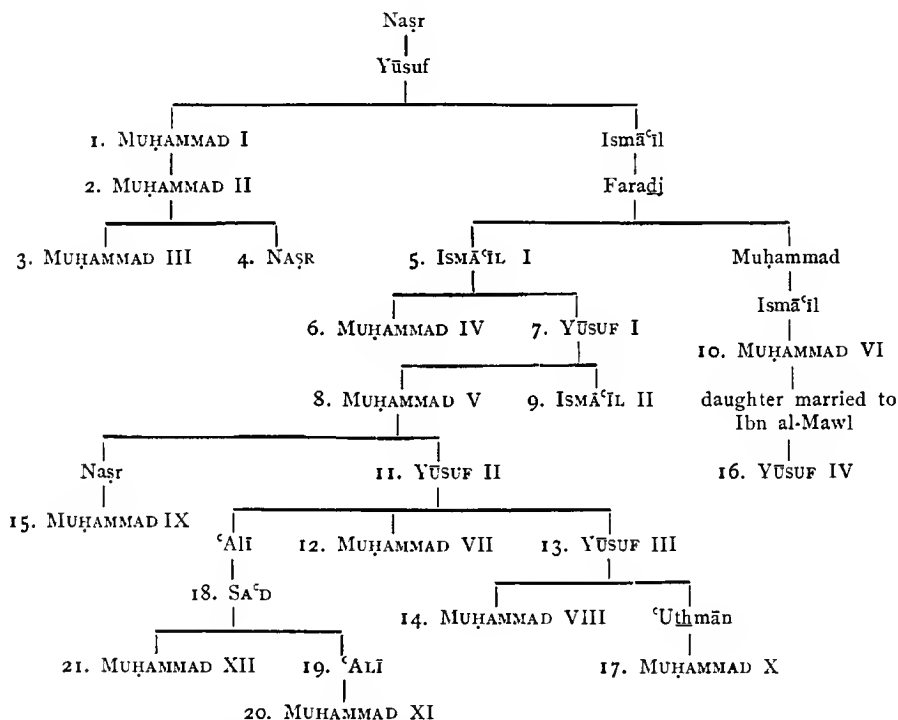 Naṣr
Yūsuf
1. MUḤAMMAD I Ismāʿīl
2. MUḤAMMAD II Faradj
3. MUḤAMMAD III 4. NAṢR 5. ISMĀʿĪL I Muḥammad
Ismāʿīl
6. MUḤAMMAD IV 7. YŪSUF I
10. MUḤAMMAD VI
8. MUḤAMMAD V 9. ISMĀʿĪL II daughter married to
Ibn al-Mawl
Naṣr 11. YŪSUF II 16. YŪSUF IV
15. MUḤAMMAD IX
ʿAlī 12. MUḤAMMAD VII 13. YŪSUF III
18. SAʿD
14. MUḤAMMAD VIII ʿUthmān
21. MUḤAMMAD XII 19. ʿALĪ 17. MUḤAMMAD X
20. MUHAMMAD XI